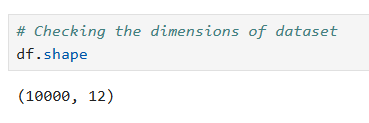 # Checking the dimensions of dataset
df.shape
(10000, 12)